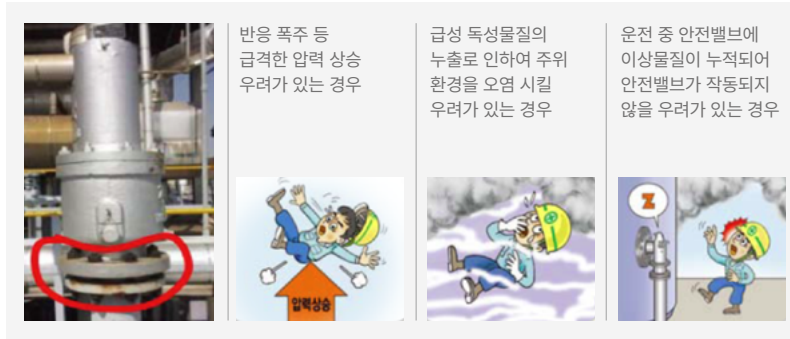 반응 폭주 등
급격한 압력 상승
우려가 있는 경우
급성 독성물질의
누출로 인하여 주위
환경을 오염 시킬
우려가 있는 경우
운전 중 안전밸브에
이상물질이 누적되어
안전밸브가 작동되지
않을 우려가 있는 경우
압력상승
Z